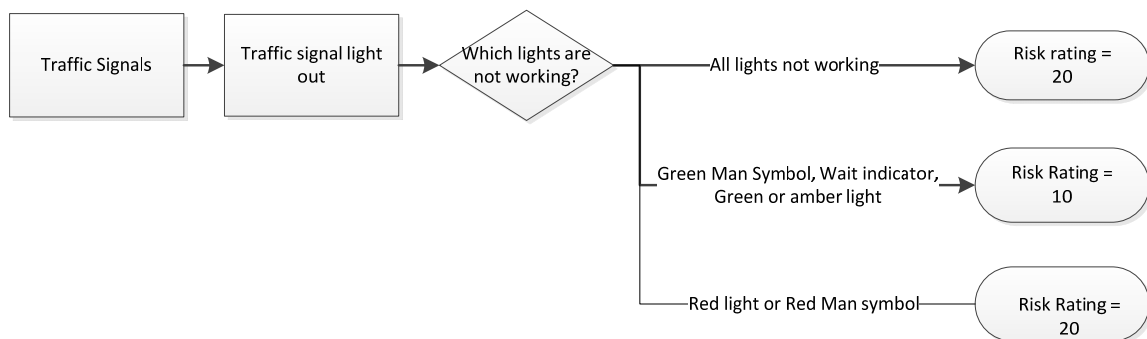 Traffic Signals
Traffic signal light
out
Which lights are
not working?
All lights not working
Risk rating =
20
Green Man Symbol, Wait indicator,
Green or amber light
Risk Rating =
10
Red light or Red Man symbol
Risk Rating =
20